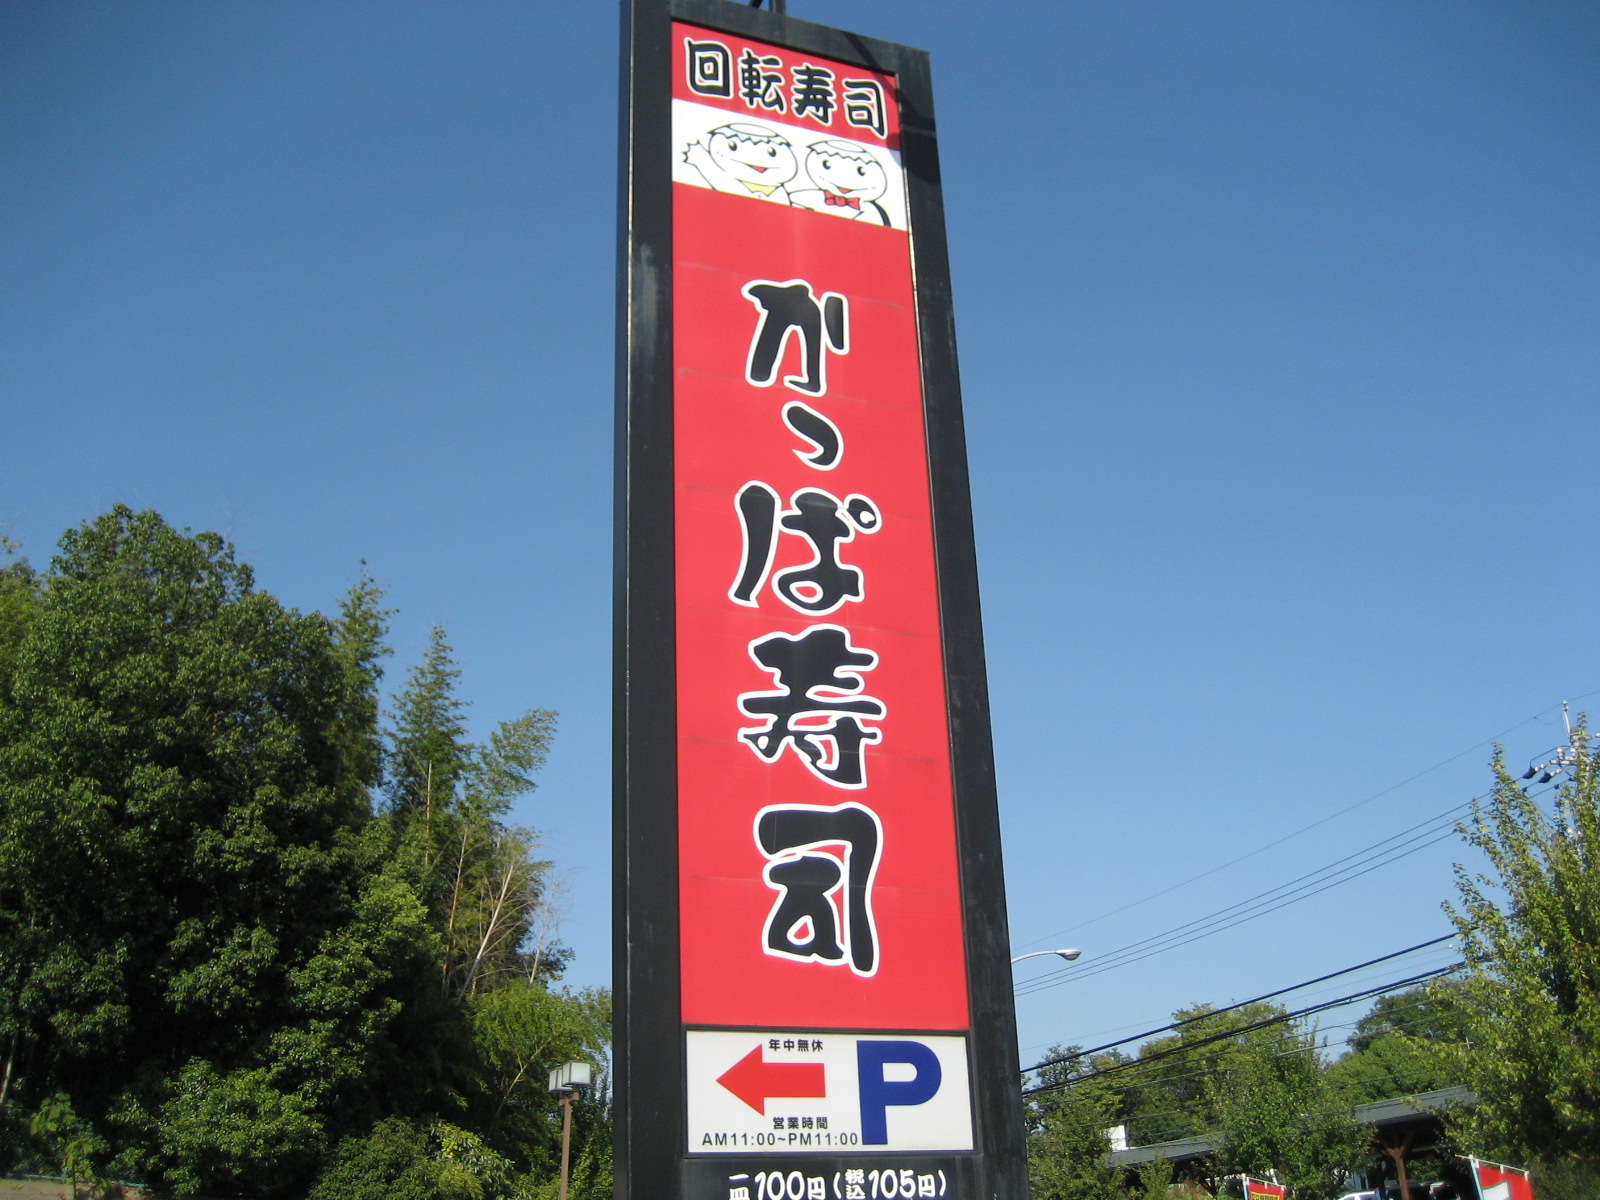 回転寿司
かっぱ寿司
年中無休
P
営業時間
AM11:00~PM11:00
一皿100円(税込105円)